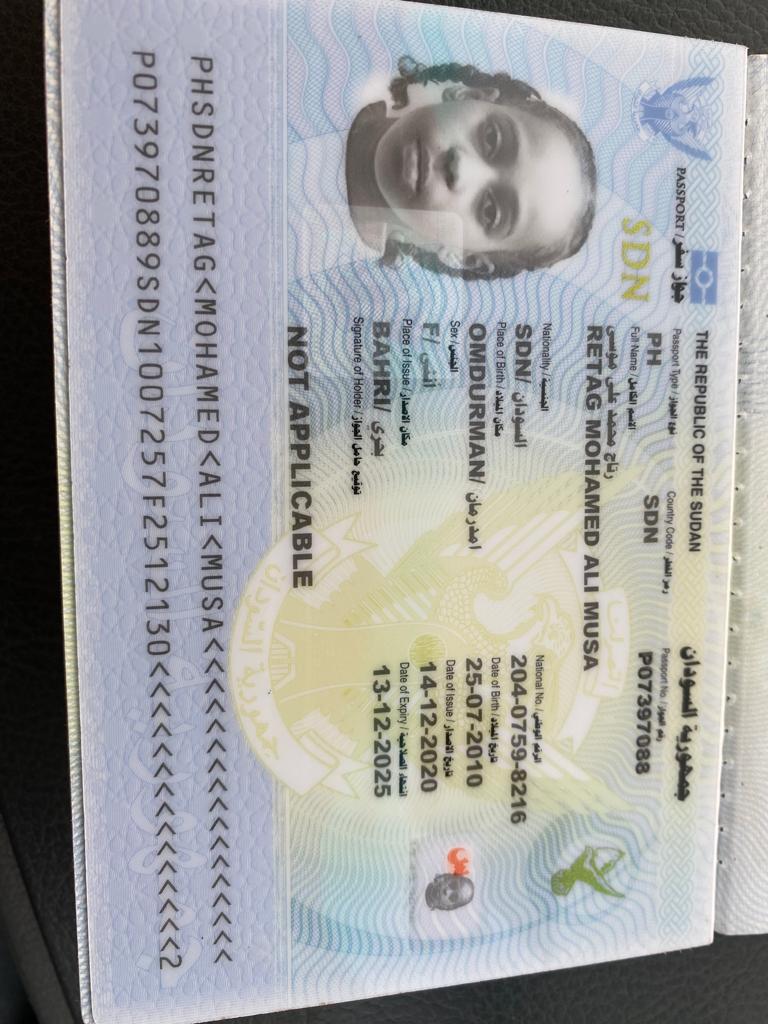 THE REPUBLIC OF THE SUDAN جمهورية السودان
PASSPORT / جواز سفر
Passport Type / نوع الجواز Country Code / رمز القطر Passport No. / رقم الجواز
PH SDN P07397088
SDN
Full Name / الاسم الكامل
رتاج محمد على موسى
RETAG MOHAMED ALI MUSA
Nationality / الجنسية National No. / الرقم الوطني
SDN/ السودان 204-0759-8216
Place of Birth / مكان الميلاد Date of Birth / تاريخ الميلاد
OMDURMAN/ امدرمان 25-07-2010
Sex / الجنس Date of Issue / تاريخ الاصدار
F/ أنثى 14-12-2020
Place of Issue / مكان الاصدار Date of Expiry / انتهاء الصلاحية
BAHRI/ بحري 13-12-2025
Signature of Holder / توقيع حامل الجواز
NOT APPLICABLE
جمهورية السودان
PHSDNRETAG<MOHAMED<ALI<MUSA<<<<<<<<<<<<<<<<<
P073970889SDN1007257F2512130<<<<<<<<<<<<<<<2